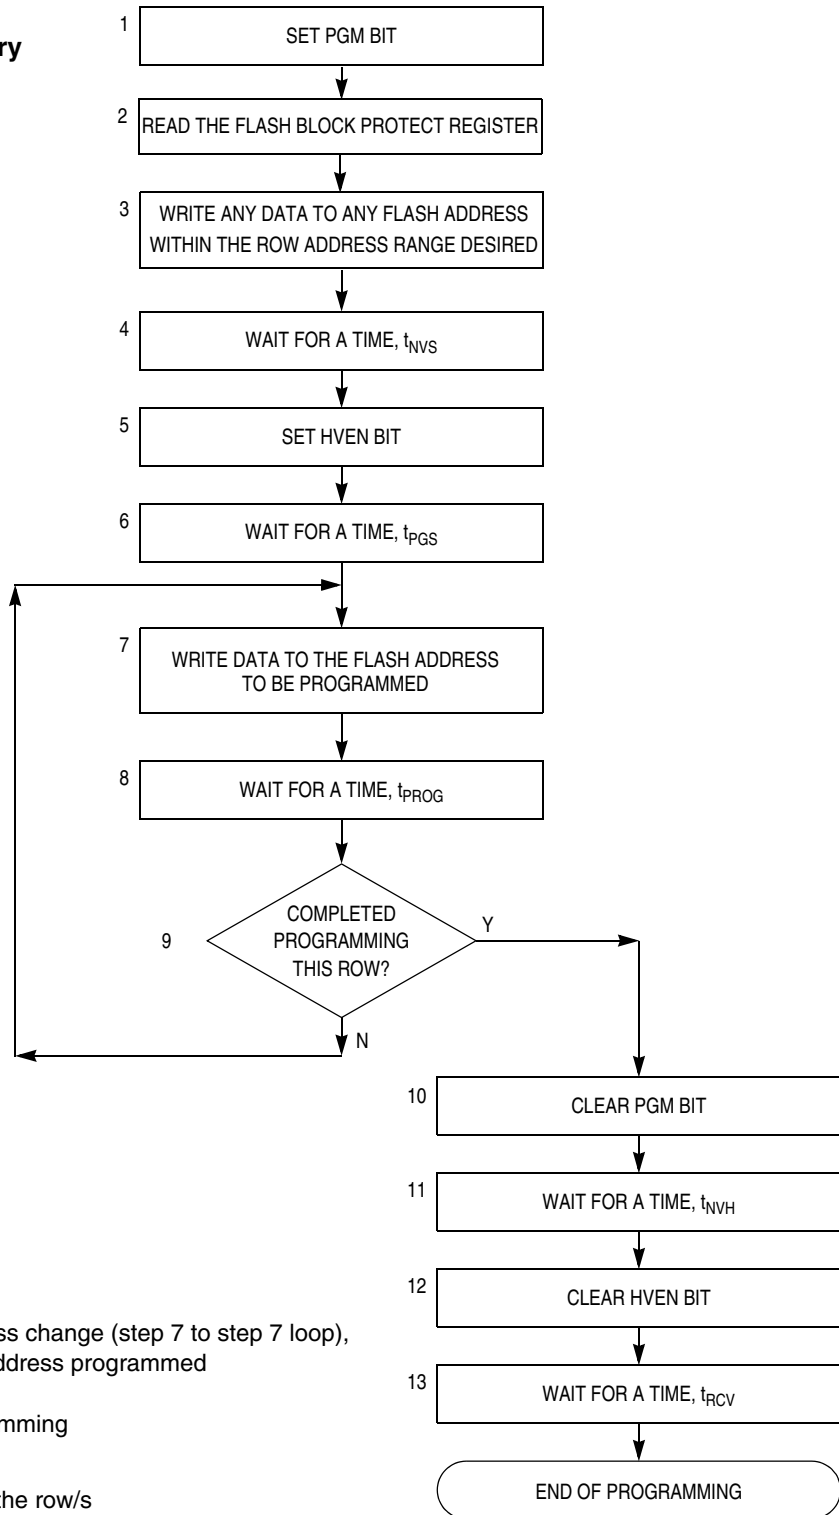 ry
1
SET PGM BIT
2
READ THE FLASH BLOCK PROTECT REGISTER
3
WRITE ANY DATA TO ANY FLASH ADDRESS
WITHIN THE ROW ADDRESS RANGE DESIRED
4
WAIT FOR A TIME, tNVS
5
SET HVEN BIT
6
WAIT FOR A TIME, tPGS
7
WRITE DATA TO THE FLASH ADDRESS
TO BE PROGRAMMED
8
WAIT FOR A TIME, tPROG
9
COMPLETED
PROGRAMMING
THIS ROW?
Y
N
10
CLEAR PGM BIT
11
WAIT FOR A TIME, tNVH
12
CLEAR HVEN BIT
13
WAIT FOR A TIME, tRCV
END OF PROGRAMMING
ss change (step 7 to step 7 loop),
ddress programmed
mming
the row/s